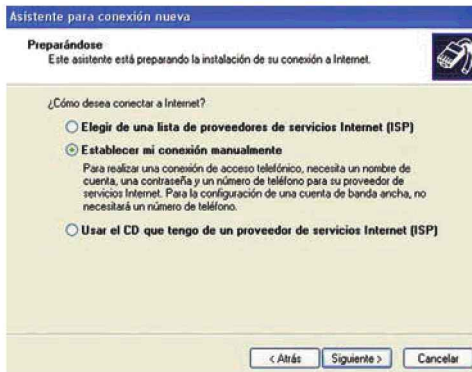 Asistente para conexión nueva
Preparándose
Este asistente está preparando la instalación de su conexión a Internet.
¿Cómo desea conectar a Internet?
Elegir de una lista de proveedores de servicios Internet (ISP)
Establecer mi conexión manualmente
Para realizar una conexión de acceso telefónico, necesita un nombre de
cuenta, una contraseña y un número de teléfono para su proveedor de
servicios Internet. Para la configuración de una cuenta de banda ancha, no
necesitará un número de teléfono.
Usar el CD que tengo de un proveedor de servicios Internet (ISP)
< Atrás Siguiente > Cancelar